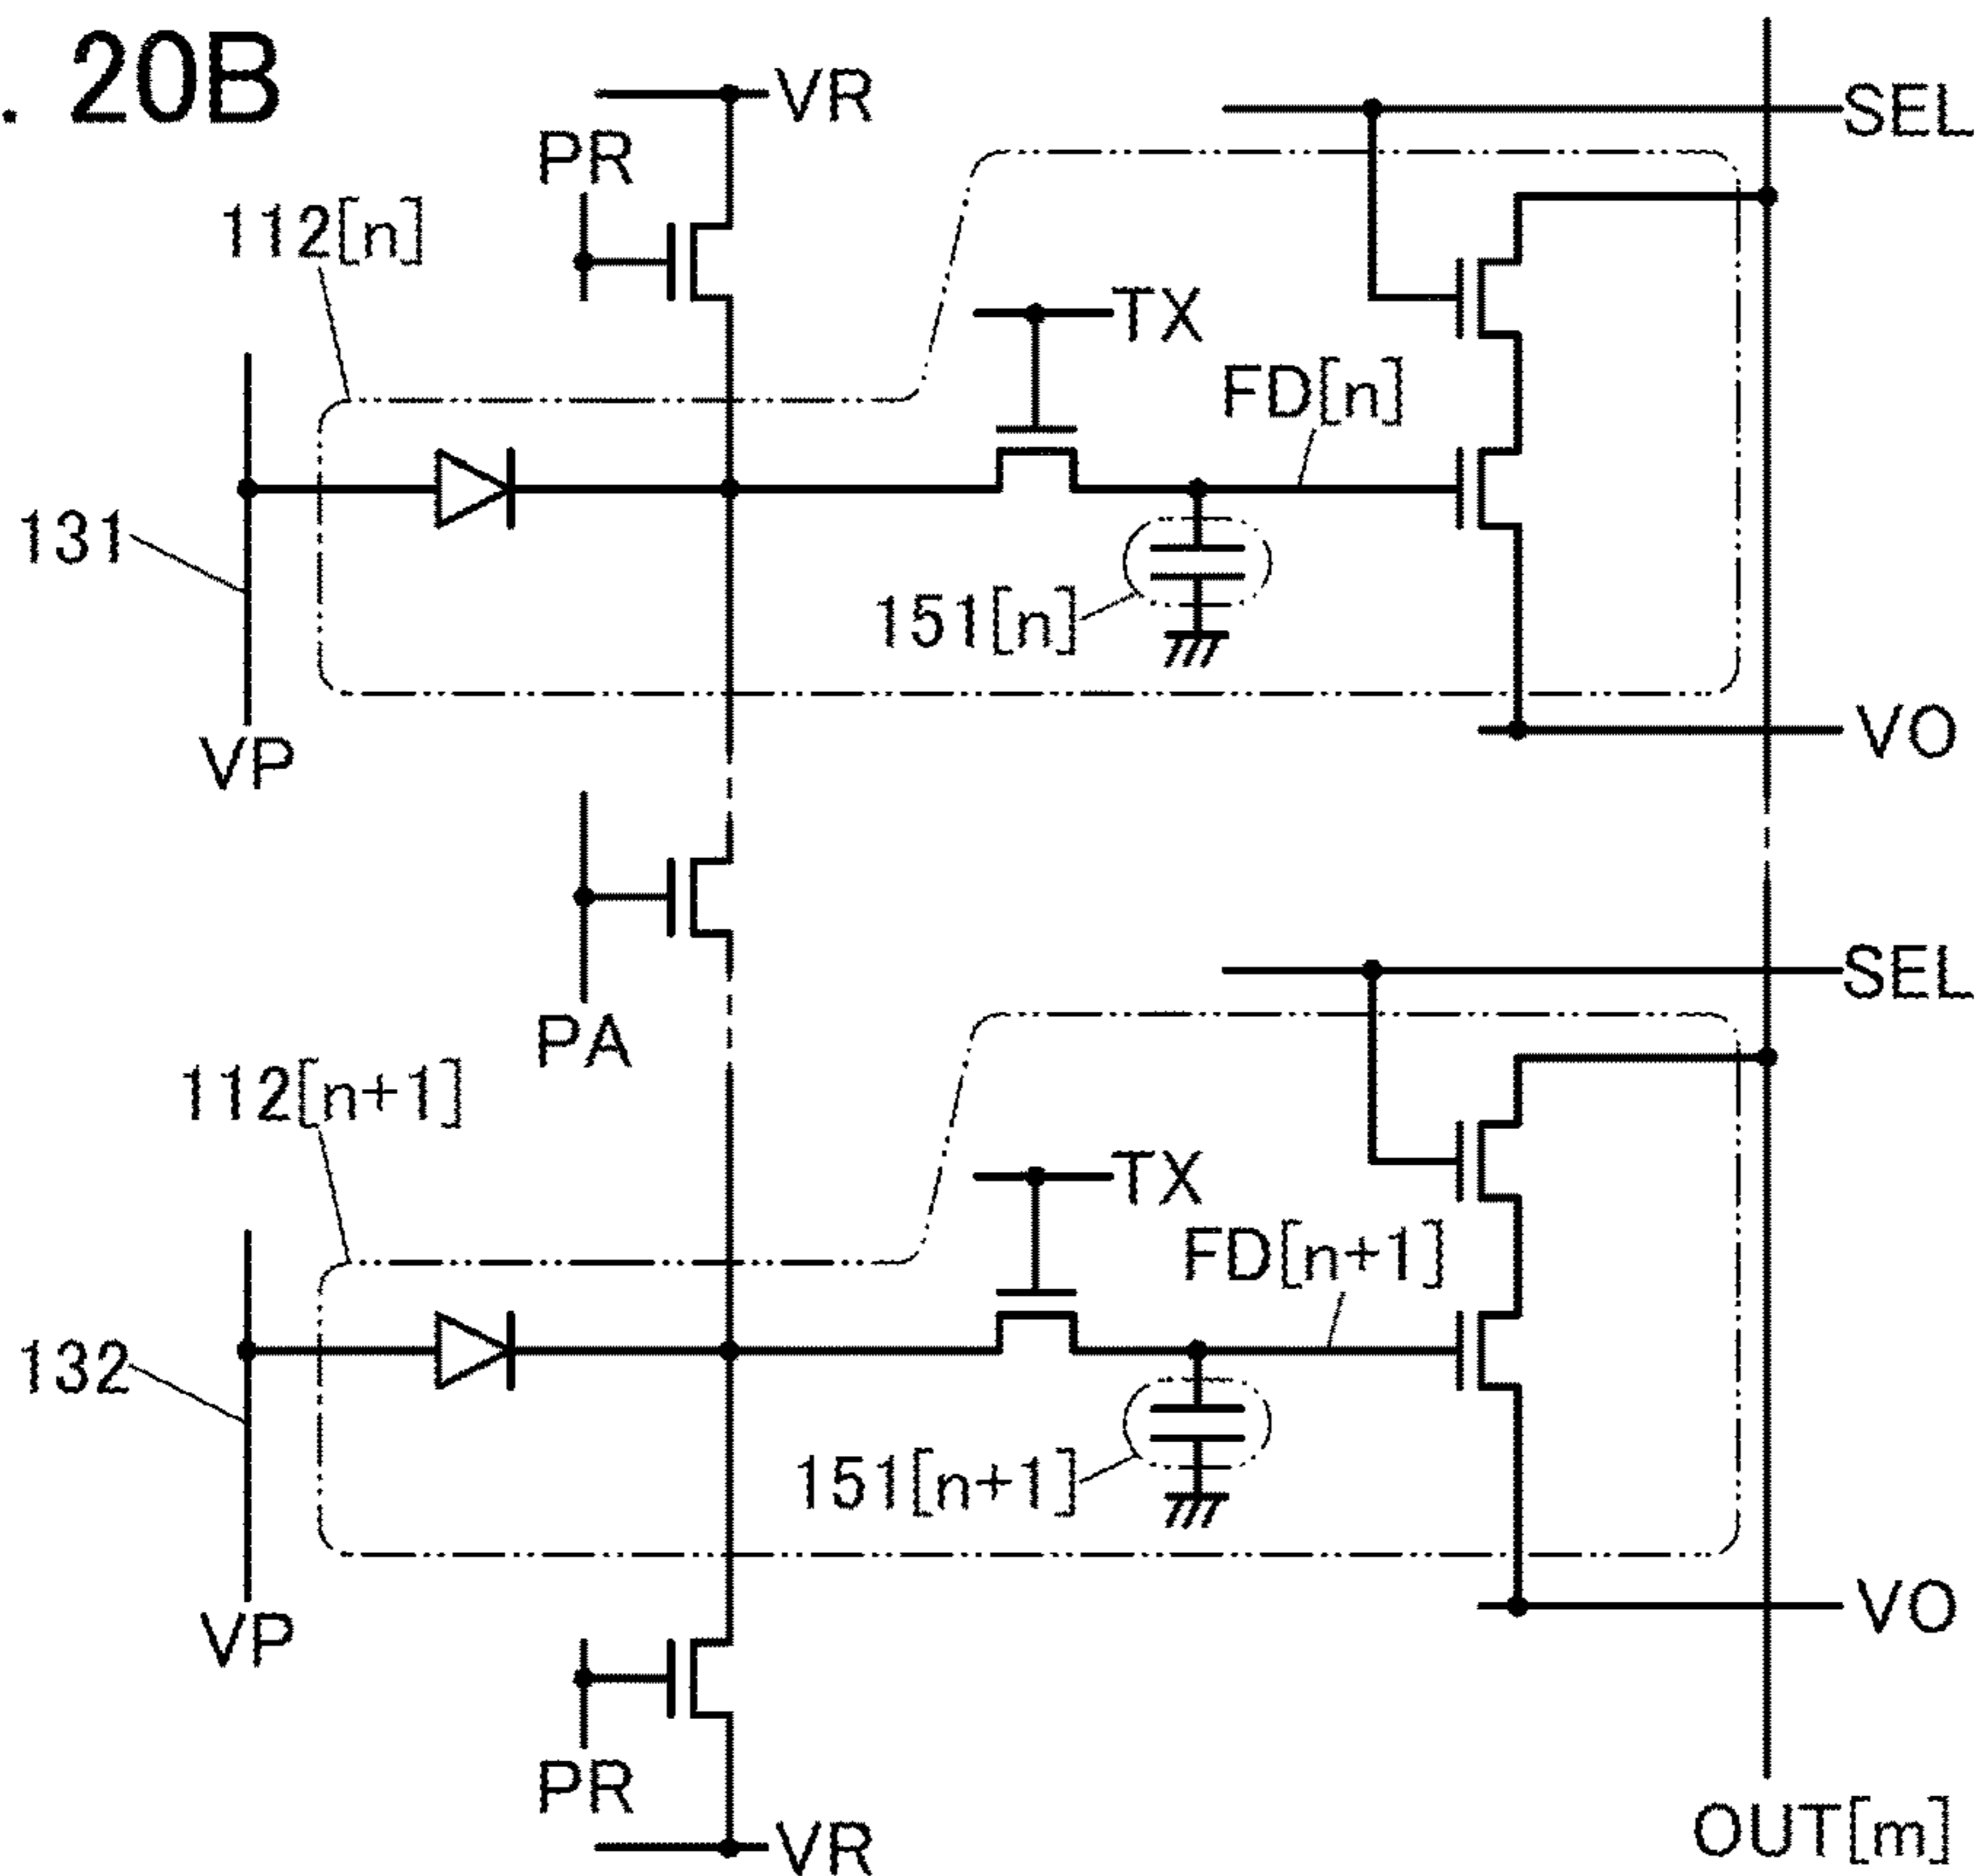 . 20B
VR
SEL
PR
112[n]
TX
FD[n]
131
151[n]
VP
VO
SEL
PA
112[n+1]
TX
FD[n+1]
132
151[n+1]
VO
VP
PR
VR
OUT[m]